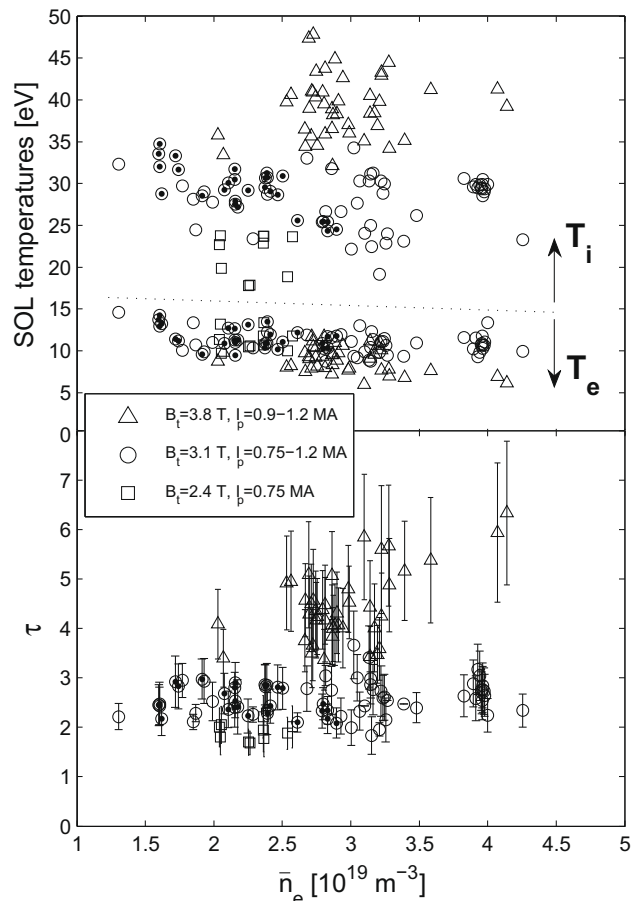 50
45
40
35
30
25
20
15
10
5
0
SOL temperatures [eV]
T_i
T_e
B_t=3.8 T, I_p=0.9−1.2 MA
B_t=3.1 T, I_p=0.75−1.2 MA
B_t=2.4 T, I_p=0.75 MA
7
6
5
4
3
2
1
0
τ
1 1.5 2 2.5 3 3.5 4 4.5 5
n̄_e [10^19 m^−3]